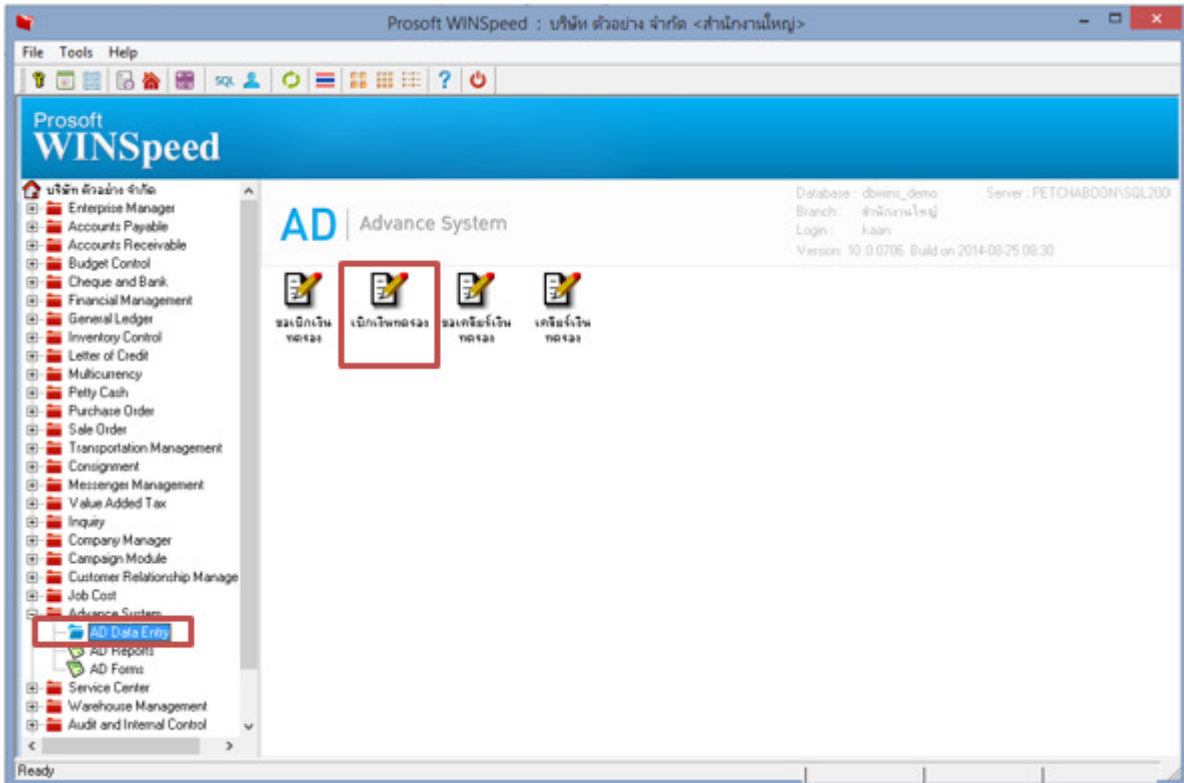 Prosoft WINSpeed : บริษัท ตัวอย่าง จำกัด <สำนักงานใหญ่>
File Tools Help
SQL ?
Prosoft
WINSpeed
บริษัท ตัวอย่าง จำกัด
Enterprise Manager
Accounts Payable
Accounts Receivable
Budget Control
Cheque and Bank
Financial Management
General Ledger
Inventory Control
Letter of Credit
Multicurrency
Petty Cash
Purchase Order
Sale Order
Transportation Management
Consignment
Messenger Management
Value Added Tax
Inquiry
Company Manager
Campaign Module
Customer Relationship Manage
Job Cost
Advance System
AD Data Entry
AD Reports
AD Forms
Service Center
Warehouse Management
Audit and Internal Control
AD Advance System
Database : dbwins_demo Server : PETCHABOON\SQL200
Branch : สำนักงานใหญ่
Login : kaan
Version: 10.0.0706 Build on 2014-08-25 08:30
ขอเบิกเงิน
ทดรอง
เบิกเงินทดรอง
ขอเคลียร์เงิน
ทดรอง
เคลียร์เงิน
ทดรอง
Ready